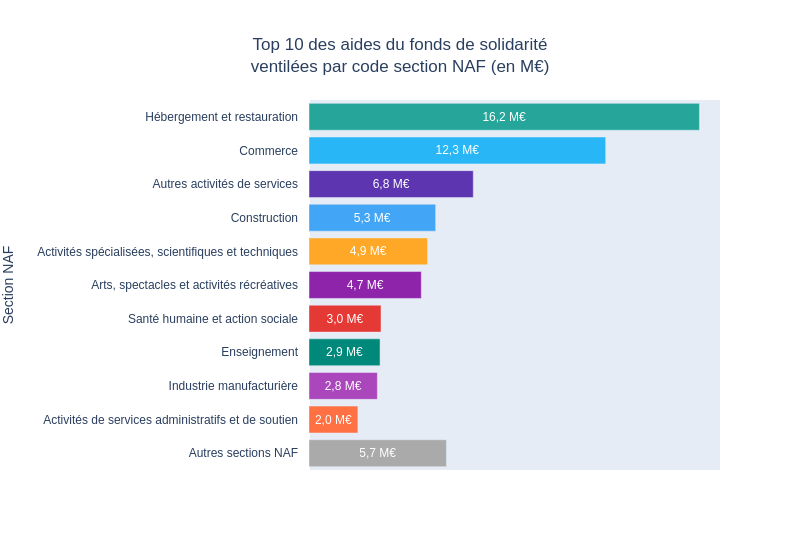 Top 10 des aides du fonds de solidarité
ventilées par code section NAF (en M€)
Section NAF
Hébergement et restauration 16,2 M€
Commerce 12,3 M€
Autres activités de services 6,8 M€
Construction 5,3 M€
Activités spécialisées, scientifiques et techniques 4,9 M€
Arts, spectacles et activités récréatives 4,7 M€
Santé humaine et action sociale 3,0 M€
Enseignement 2,9 M€
Industrie manufacturière 2,8 M€
Activités de services administratifs et de soutien 2,0 M€
Autres sections NAF 5,7 M€